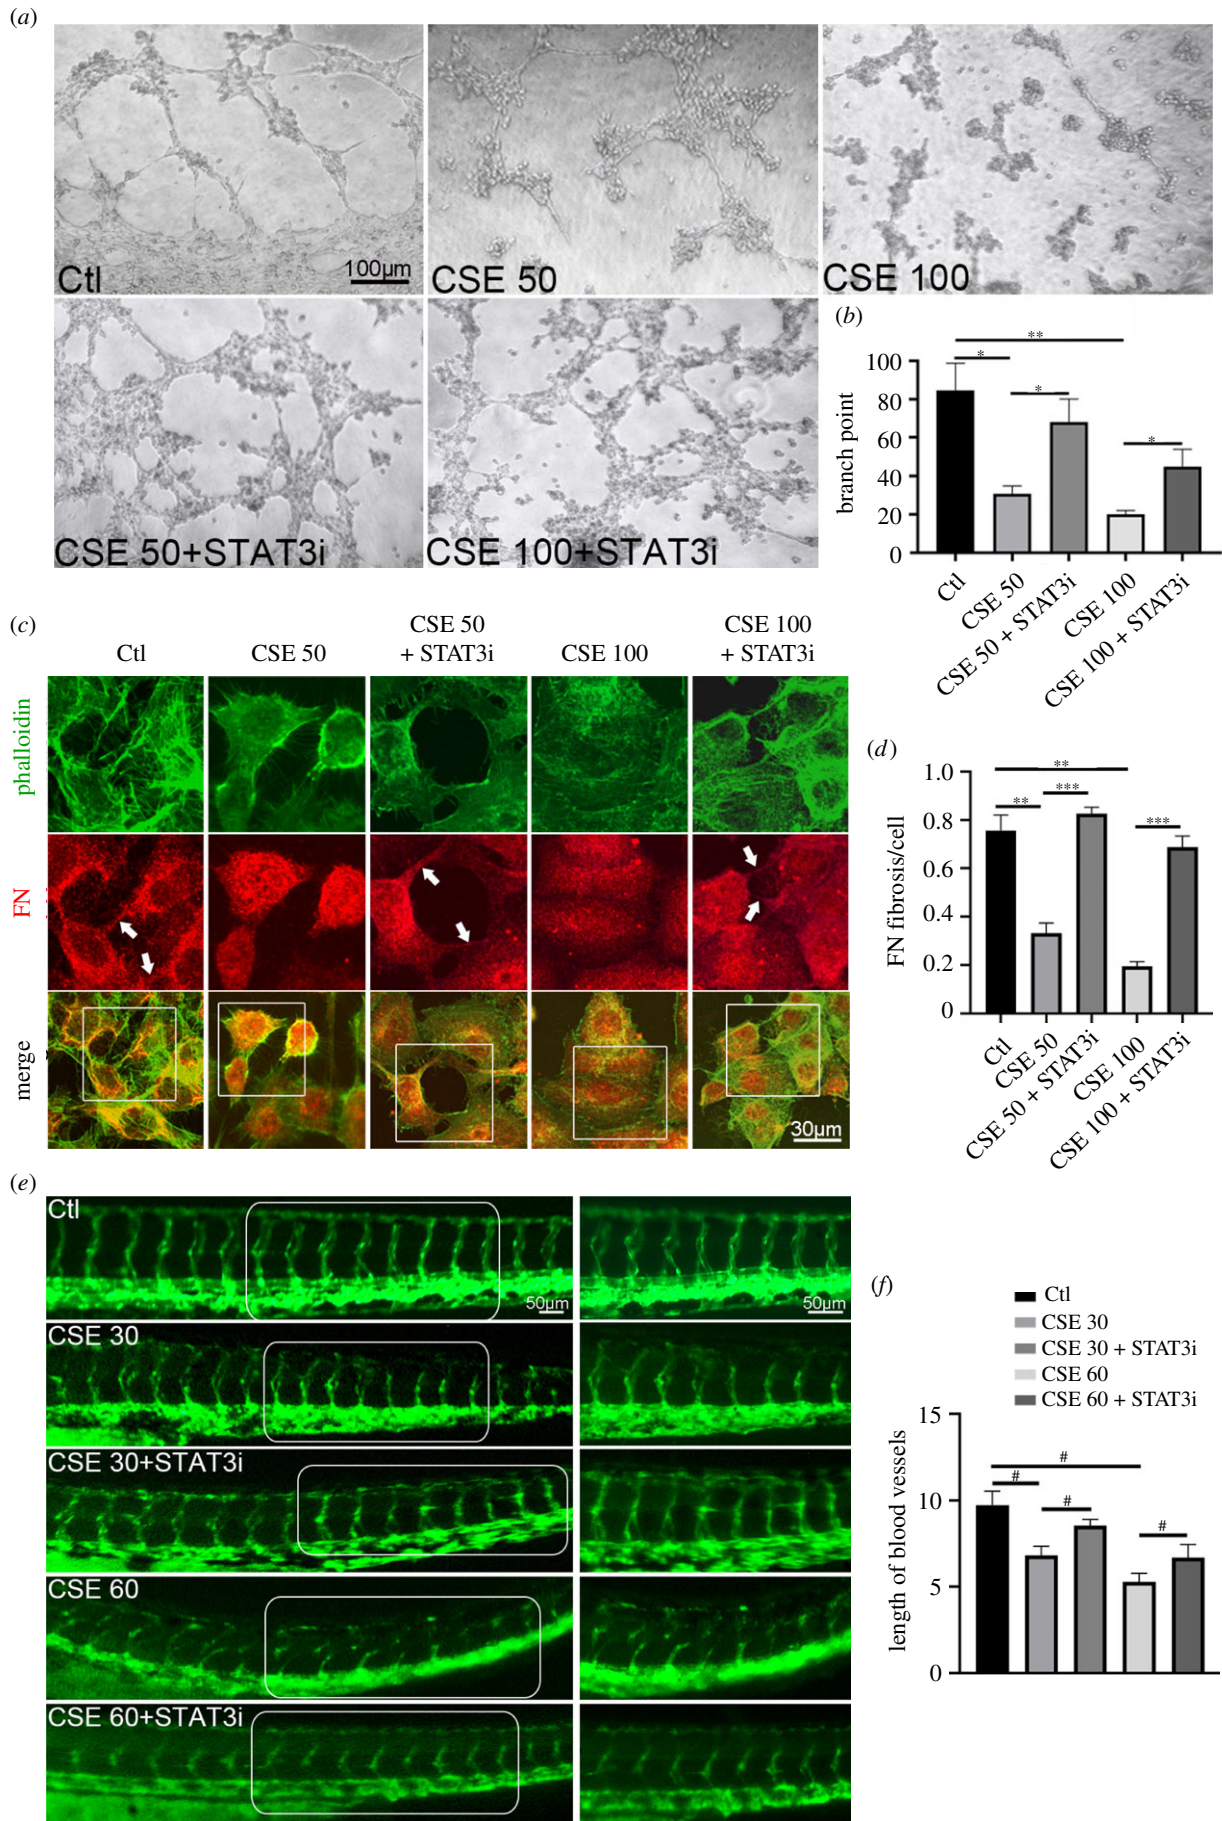 (a)
Ctl
100µm
CSE 50
CSE 100
CSE 50+STAT3i
CSE 100+STAT3i
(b)
branch point
100
80
60
40
20
0
**
*
*
*
Ctl
CSE 50
CSE 50 + STAT3i
CSE 100
CSE 100 + STAT3i
(c)
Ctl
CSE 50
CSE 50
+ STAT3i
CSE 100
CSE 100
+ STAT3i
phalloidin
FN
merge
30µm
(d)
FN fibrosis/cell
1.0
0.8
0.6
0.4
0.2
0
**
**
***
***
Ctl
CSE 50
CSE 50 + STAT3i
CSE 100
CSE 100 + STAT3i
(e)
Ctl
50µm
50µm
CSE 30
CSE 30+STAT3i
CSE 60
CSE 60+STAT3i
(f)
Ctl
CSE 30
CSE 30 + STAT3i
CSE 60
CSE 60 + STAT3i
length of blood vessels
15
10
5
0
#
#
#
#